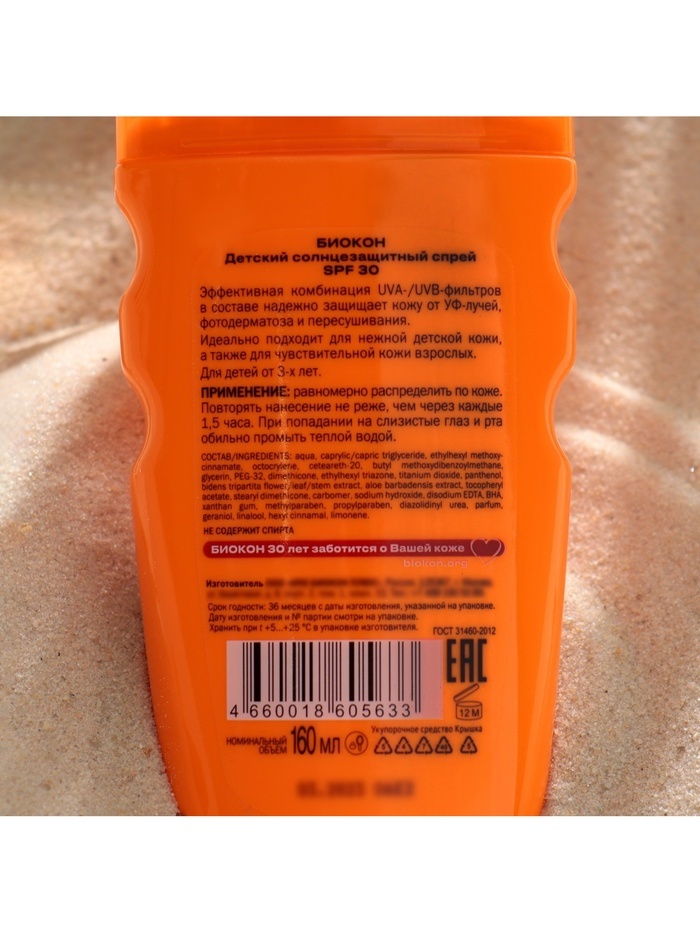 БИОКОН
Детский солнцезащитный спрей
SPF 30
Эффективная комбинация UVA-/UVB-фильтров
в составе надежно защищает кожу от УФ-лучей,
фотодерматоза и пересушивания.
Идеально подходит для нежной детской кожи,
а также для чувствительной кожи взрослых.
Для детей от 3-х лет.
ПРИМЕНЕНИЕ: равномерно распределить по коже.
Повторять нанесение не реже, чем через каждые
1,5 часа. При попадании на слизистые глаз и рта
обильно промыть теплой водой.
СОСТАВ/INGREDIENTS: aqua, caprylic/capric triglyceride, ethylhexyl methoxy-
cinnamate, octocrylene, ceteareth-20, butyl methoxydibenzoylmethane,
glycerin, PEG-32, dimethicone, ethylhexyl triazone, titanium dioxide, panthenol,
bidens tripartita flower/leaf/stem extract, aloe barbadensis extract, tocopheryl
acetate, stearyl dimethicone, carbomer, sodium hydroxide, disodium EDTA, BHA,
xanthan gum, methylparaben, propylparaben, diazolidinyl urea, parfum,
geraniol, linalool, hexyl cinnamal, limonene.
НЕ СОДЕРЖИТ СПИРТА
БИОКОН 30 лет заботится о Вашей коже
biokon.org
Изготовитель
Срок годности: 36 месяцев с даты изготовления, указанной на упаковке.
Дату изготовления и № партии смотри на упаковке.
Хранить при t +5...+25 °C в упаковке изготовителя.
ГОСТ 31460-2012
EAC
4 660018 605633
12 M
НОМИНАЛЬНЫЙ ОБЪЕМ 160 мл
Укупорочное средство Крышка